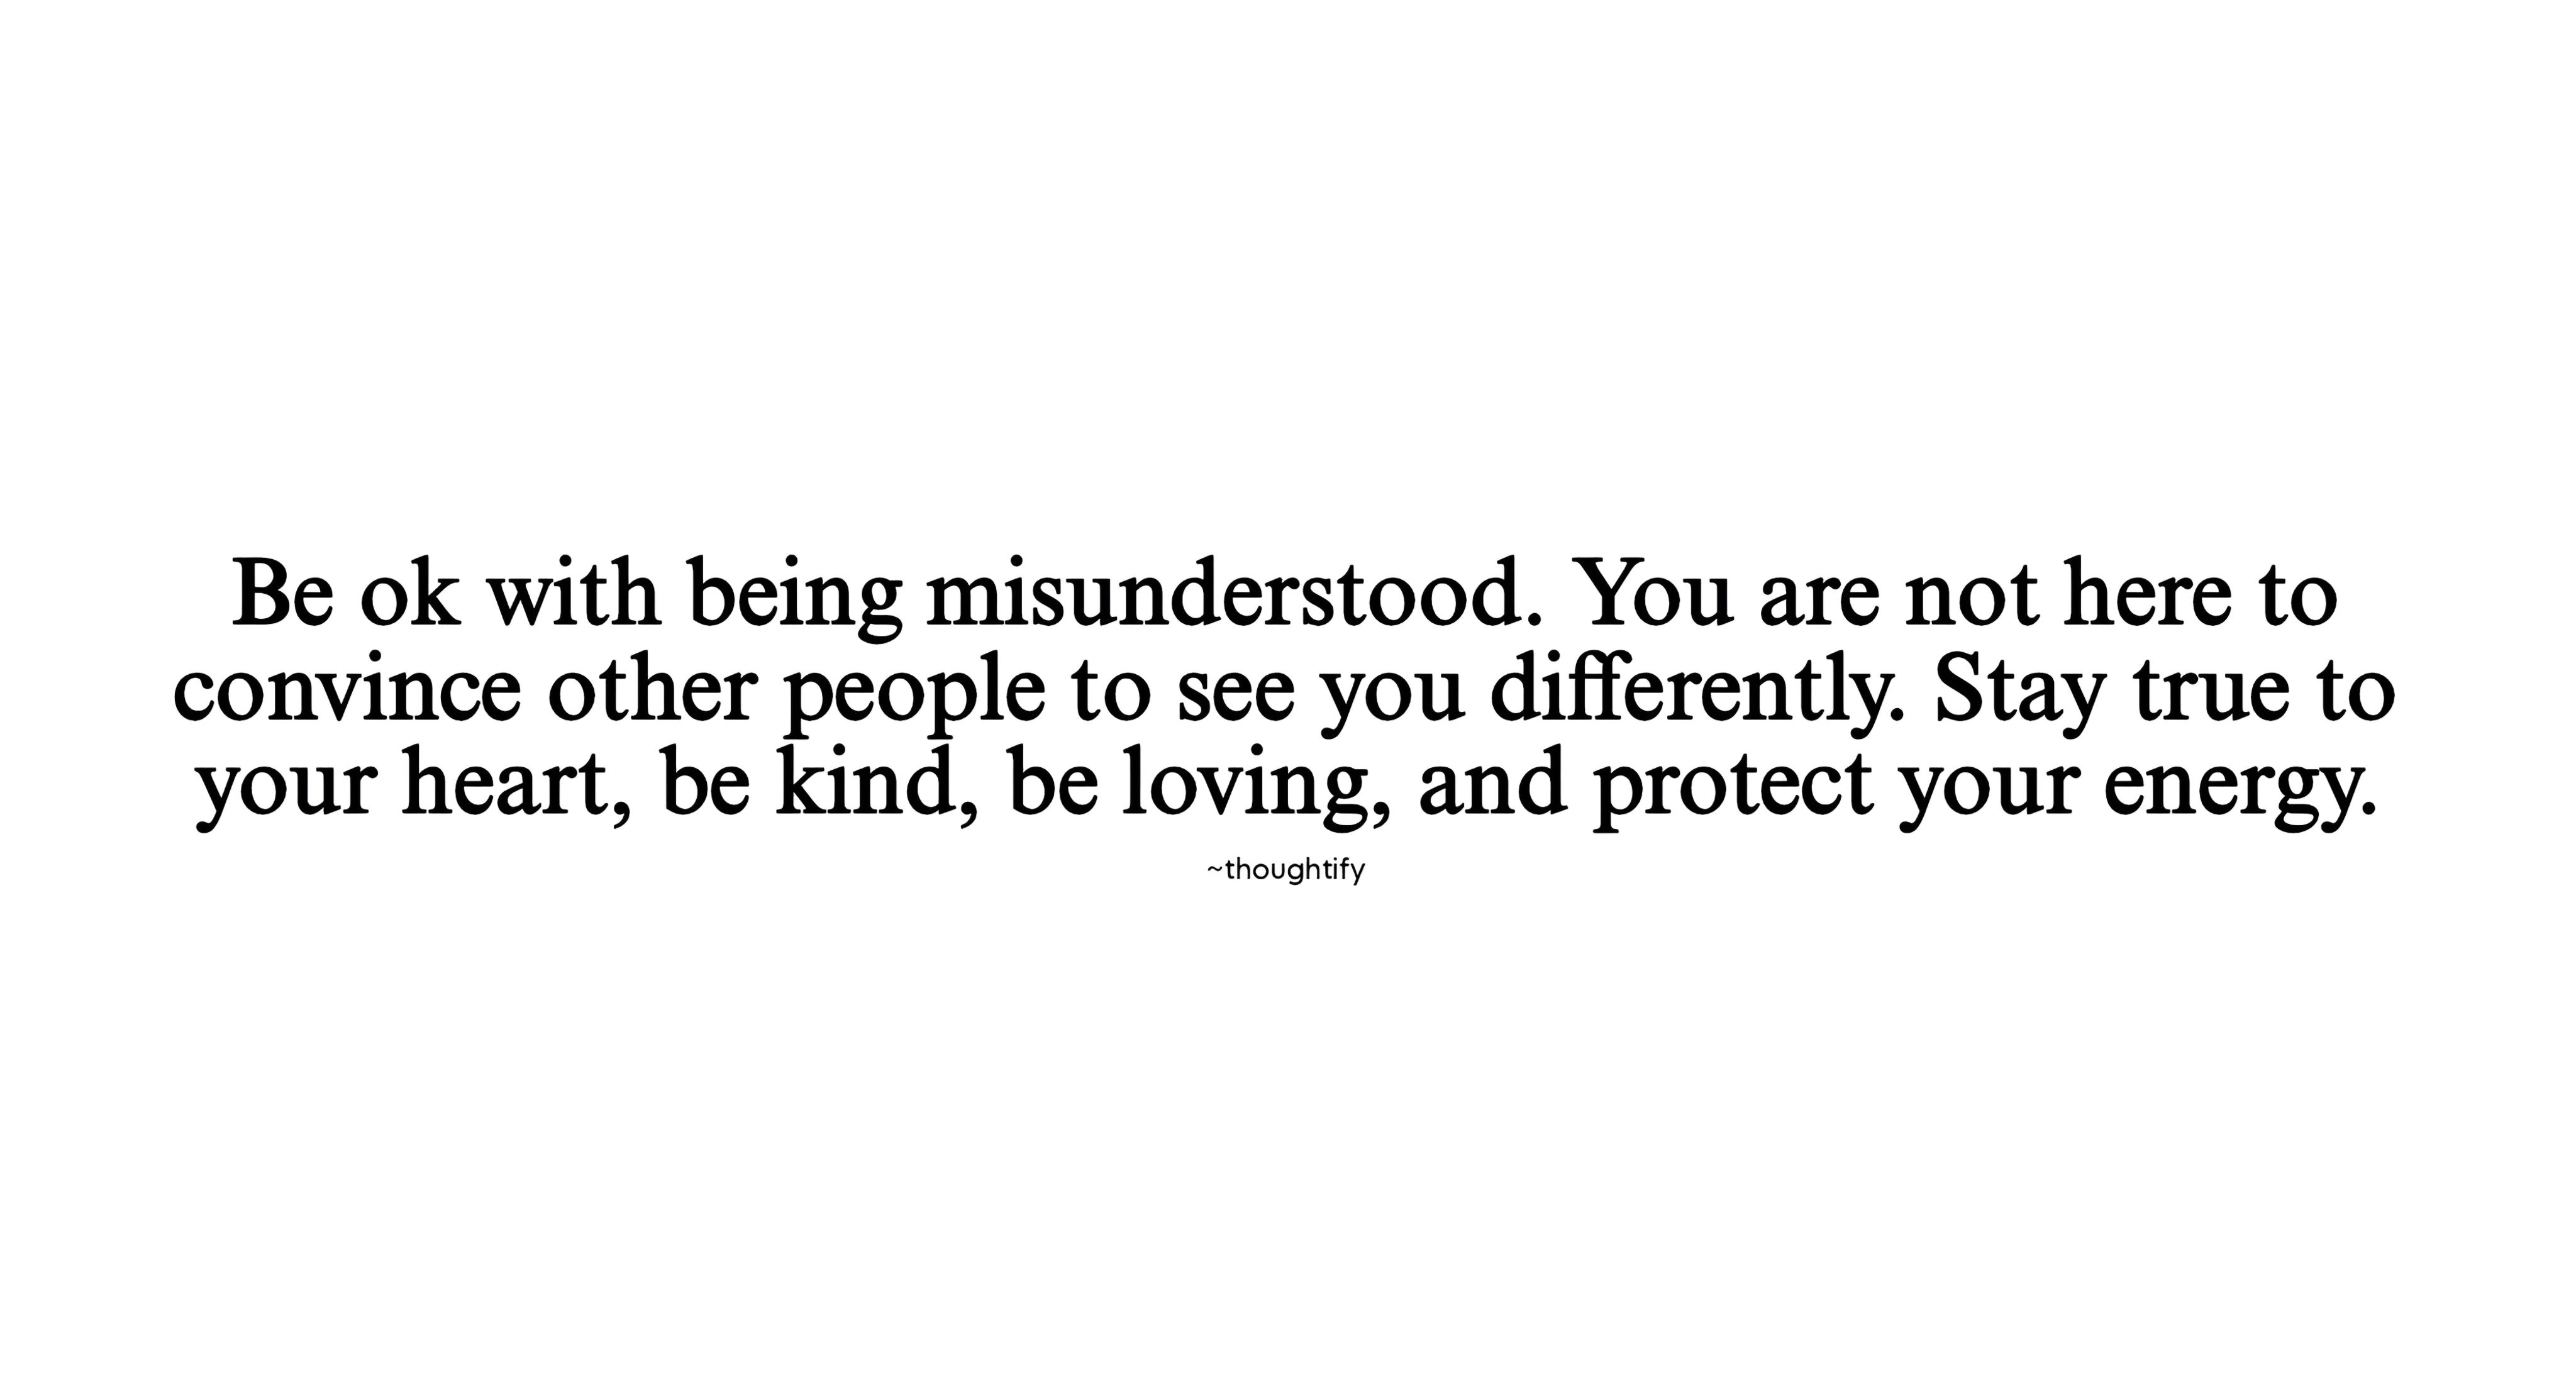 Be ok with being misunderstood. You are not here to
convince other people to see you differently. Stay true to
your heart, be kind, be loving, and protect your energy.
~thoughtify